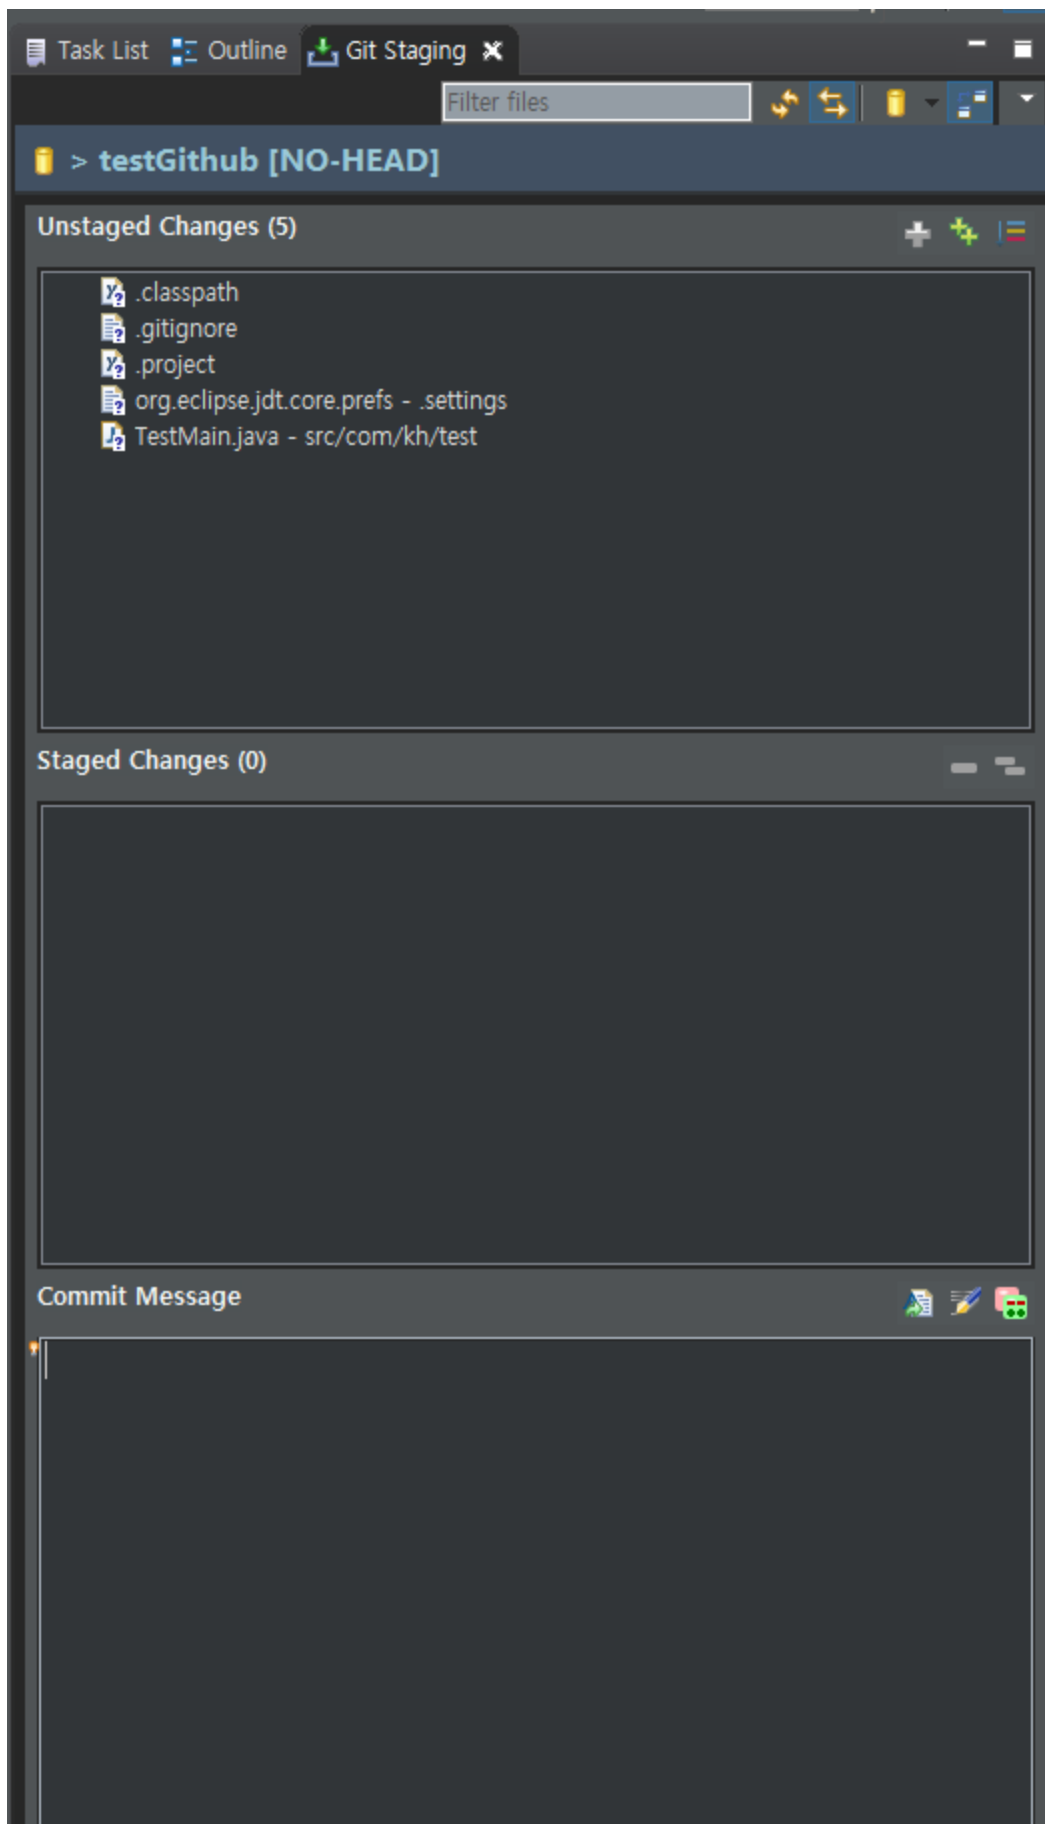 Task List Outline Git Staging
Filter files
> testGithub [NO-HEAD]
Unstaged Changes (5)
.classpath
.gitignore
.project
org.eclipse.jdt.core.prefs - .settings
TestMain.java - src/com/kh/test
Staged Changes (0)
Commit Message